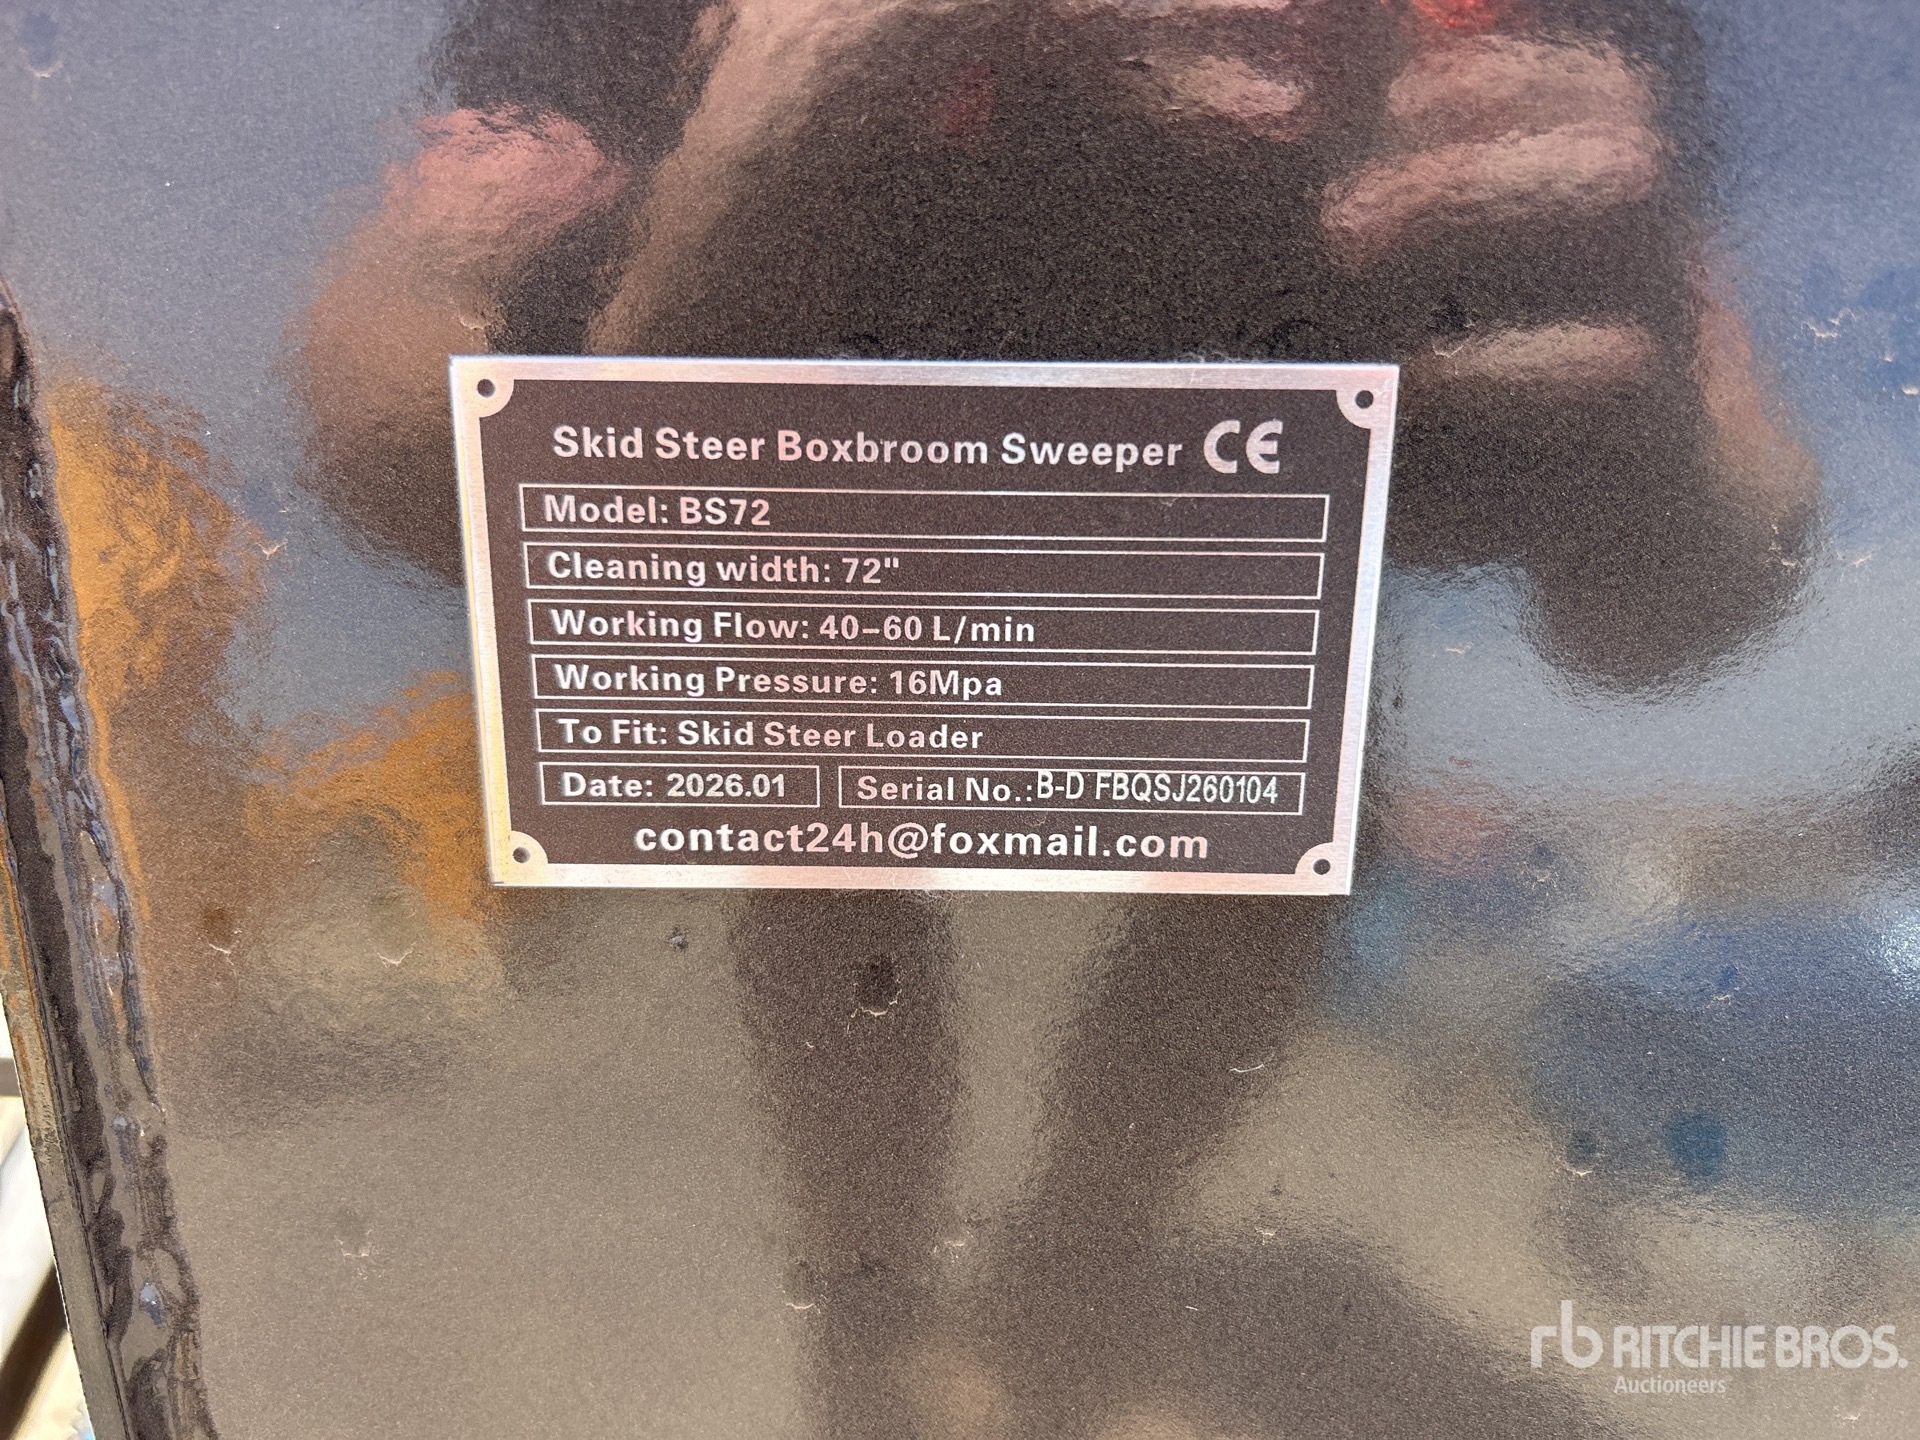 Skid Steer Boxbroom Sweeper CE
Model: BS72
Cleaning width: 72"
Working Flow: 40-60 L/min
Working Pressure: 16Mpa
To Fit: Skid Steer Loader
Date: 2026.01 Serial No.: B-D FBQSJ260104
contact24h@foxmail.com
rb RITCHIE BROS.
Auctioneers